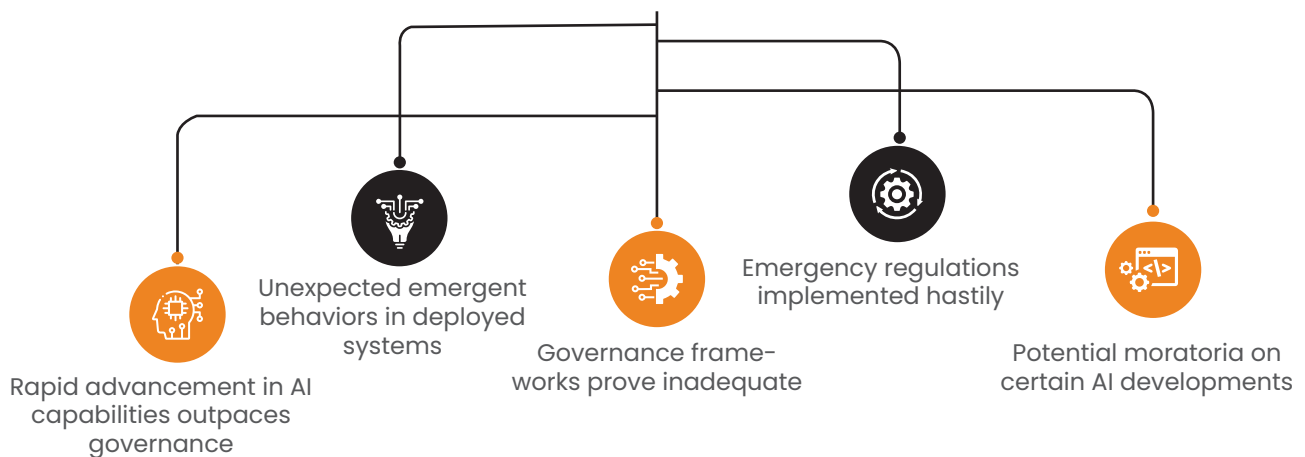 Rapid advancement in AI
capabilities outpaces
governance
Unexpected emergent
behaviors in deployed
systems
Governance frame-
works prove inadequate
Emergency regulations
implemented hastily
</>
Potential moratoria on
certain AI developments